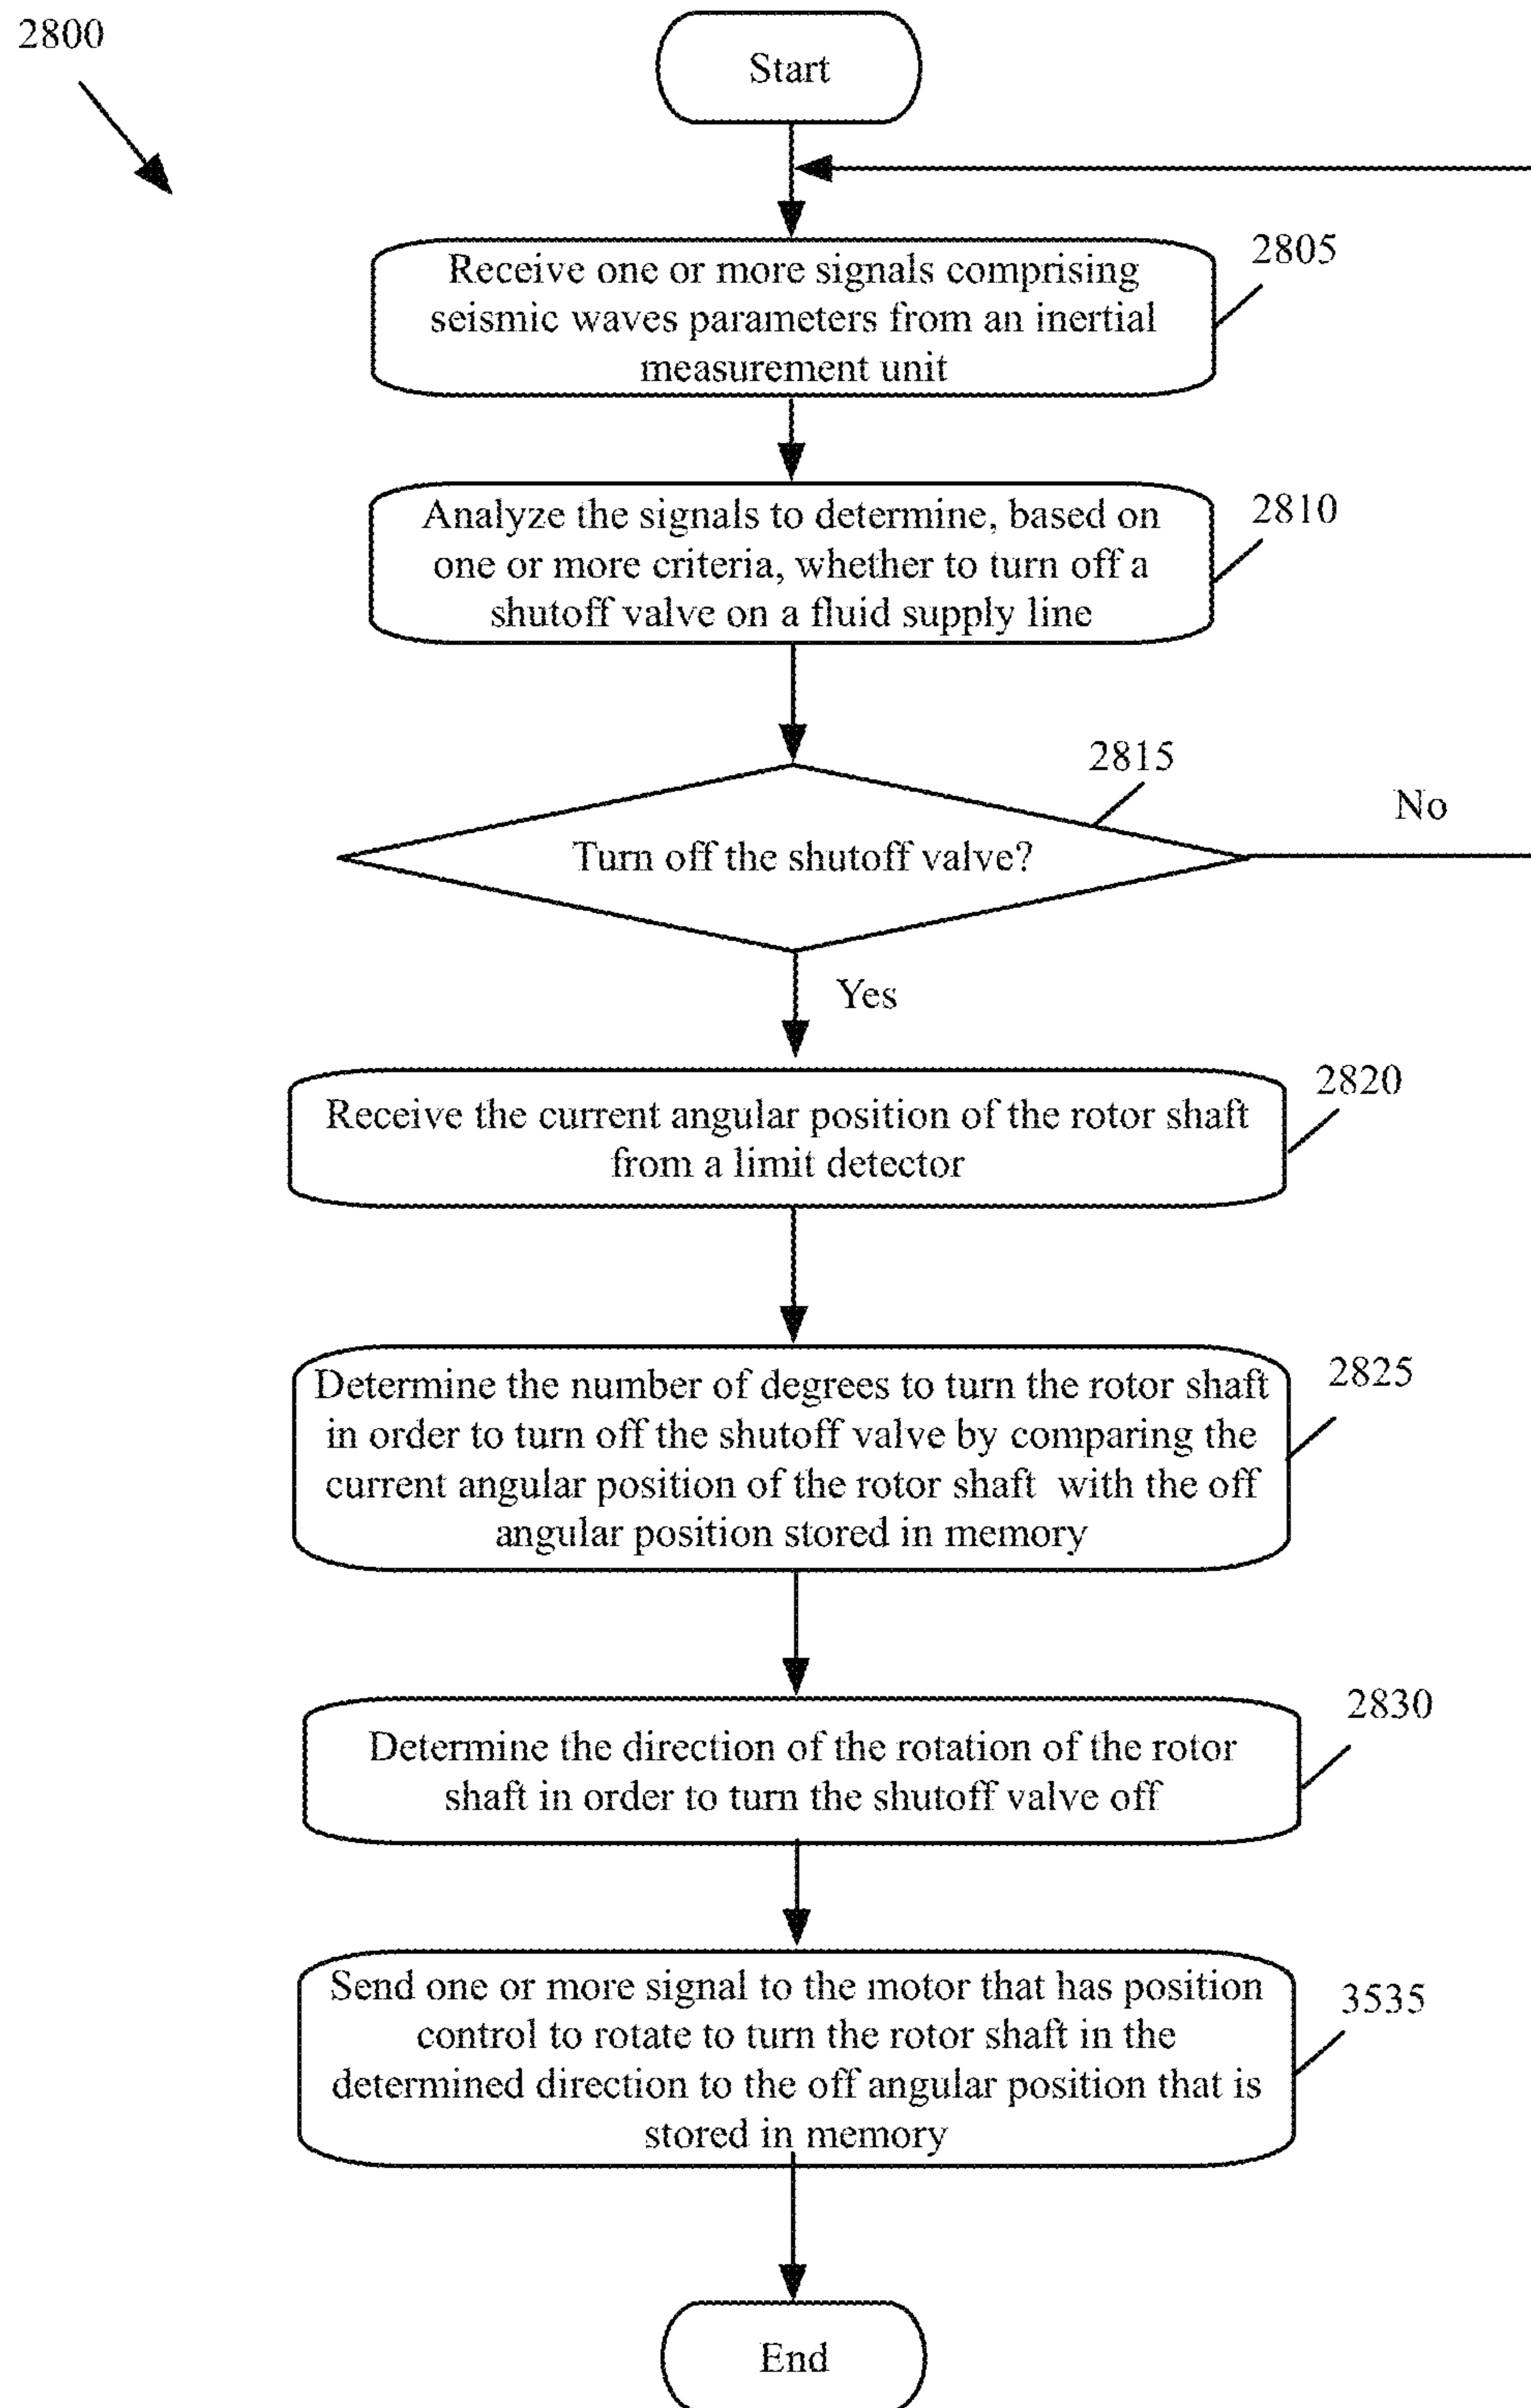 2800
Start
Receive one or more signals comprising
seismic waves parameters from an inertial
measurement unit
2805
Analyze the signals to determine, based on
one or more criteria, whether to turn off a
shutoff valve on a fluid supply line
2810
2815
Turn off the shutoff valve?
No
Yes
Receive the current angular position of the rotor shaft
from a limit detector
2820
Determine the number of degrees to turn the rotor shaft
in order to turn off the shutoff valve by comparing the
current angular position of the rotor shaft with the off
angular position stored in memory
2825
Determine the direction of the rotation of the rotor
shaft in order to turn the shutoff valve off
2830
Send one or more signal to the motor that has position
control to rotate to turn the rotor shaft in the
determined direction to the off angular position that is
stored in memory
3535
End